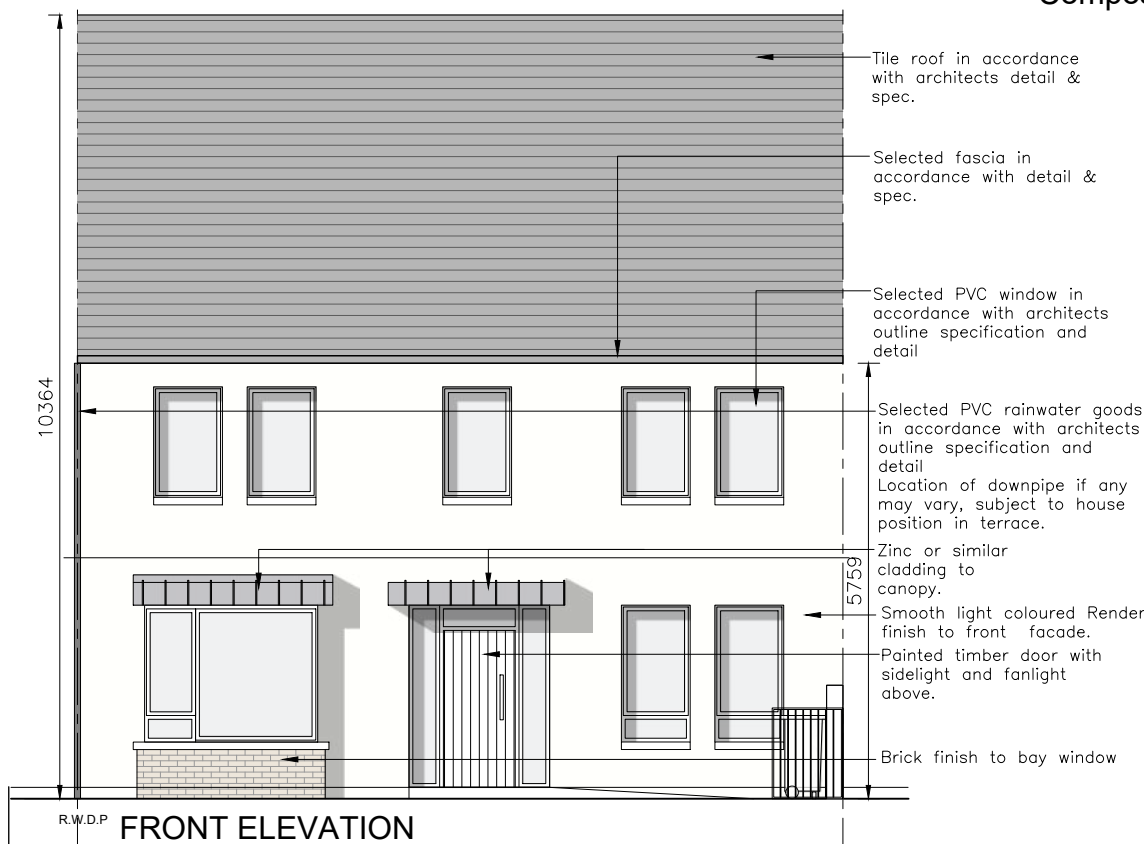 Tile roof in accordance
with architects detail &
spec.
Selected fascia in
accordance with detail &
spec.
Selected PVC window in
accordance with architects
outline specification and
detail
10364
Selected PVC rainwater goods
in accordance with architects
outline specification and
detail
Location of downpipe if any
may vary, subject to house
position in terrace.
Zinc or similar
cladding to
canopy.
5759
Smooth light coloured Render
finish to front facade.
Painted timber door with
sidelight and fanlight
above.
Brick finish to bay window
R.W.D.P
FRONT ELEVATION